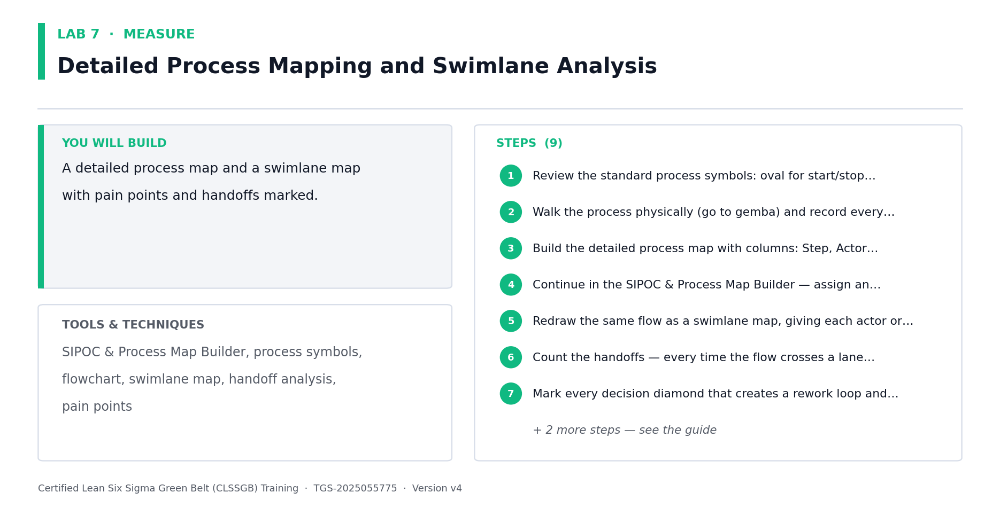 LAB 7 · MEASURE
Detailed Process Mapping and Swimlane Analysis
YOU WILL BUILD
A detailed process map and a swimlane map
with pain points and handoffs marked.
TOOLS & TECHNIQUES
SIPOC & Process Map Builder, process symbols,
flowchart, swimlane map, handoff analysis,
pain points
STEPS (9)
1 Review the standard process symbols: oval for start/stop…
2 Walk the process physically (go to gemba) and record every…
3 Build the detailed process map with columns: Step, Actor…
4 Continue in the SIPOC & Process Map Builder — assign an…
5 Redraw the same flow as a swimlane map, giving each actor or…
6 Count the handoffs — every time the flow crosses a lane…
7 Mark every decision diamond that creates a rework loop and…
+ 2 more steps — see the guide
Certified Lean Six Sigma Green Belt (CLSSGB) Training · TGS-2025055775 · Version v4